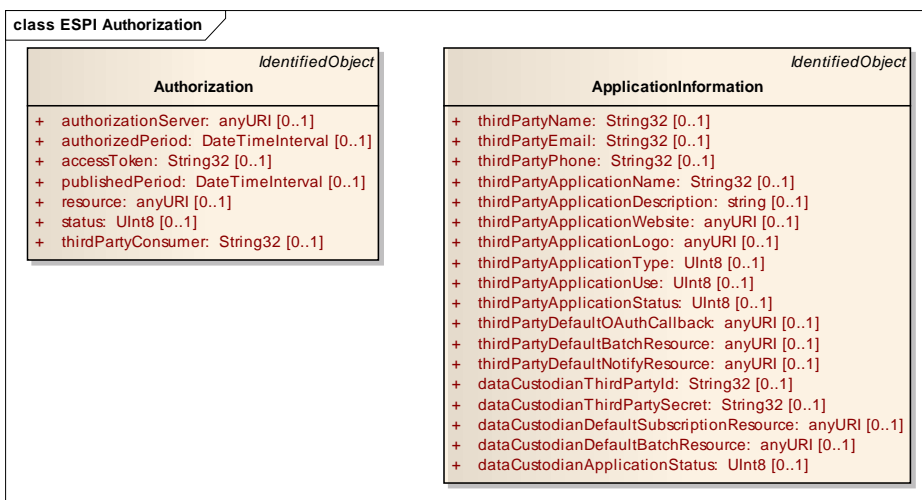 class ESPI Authorization
IdentifiedObject
Authorization
+ authorizationServer: anyURI [0..1]
+ authorizedPeriod: DateTimeInterval [0..1]
+ accessToken: String32 [0..1]
+ publishedPeriod: DateTimeInterval [0..1]
+ resource: anyURI [0..1]
+ status: UInt8 [0..1]
+ thirdPartyConsumer: String32 [0..1]
IdentifiedObject
ApplicationInformation
+ thirdPartyName: String32 [0..1]
+ thirdPartyEmail: String32 [0..1]
+ thirdPartyPhone: String32 [0..1]
+ thirdPartyApplicationName: String32 [0..1]
+ thirdPartyApplicationDescription: string [0..1]
+ thirdPartyApplicationWebsite: anyURI [0..1]
+ thirdPartyApplicationLogo: anyURI [0..1]
+ thirdPartyApplicationType: UInt8 [0..1]
+ thirdPartyApplicationUse: UInt8 [0..1]
+ thirdPartyApplicationStatus: UInt8 [0..1]
+ thirdPartyDefaultOAuthCallback: anyURI [0..1]
+ thirdPartyDefaultBatchResource: anyURI [0..1]
+ thirdPartyDefaultNotifyResource: anyURI [0..1]
+ dataCustodianThirdPartyId: String32 [0..1]
+ dataCustodianThirdPartySecret: String32 [0..1]
+ dataCustodianDefaultSubscriptionResource: anyURI [0..1]
+ dataCustodianDefaultBatchResource: anyURI [0..1]
+ dataCustodianApplicationStatus: UInt8 [0..1]